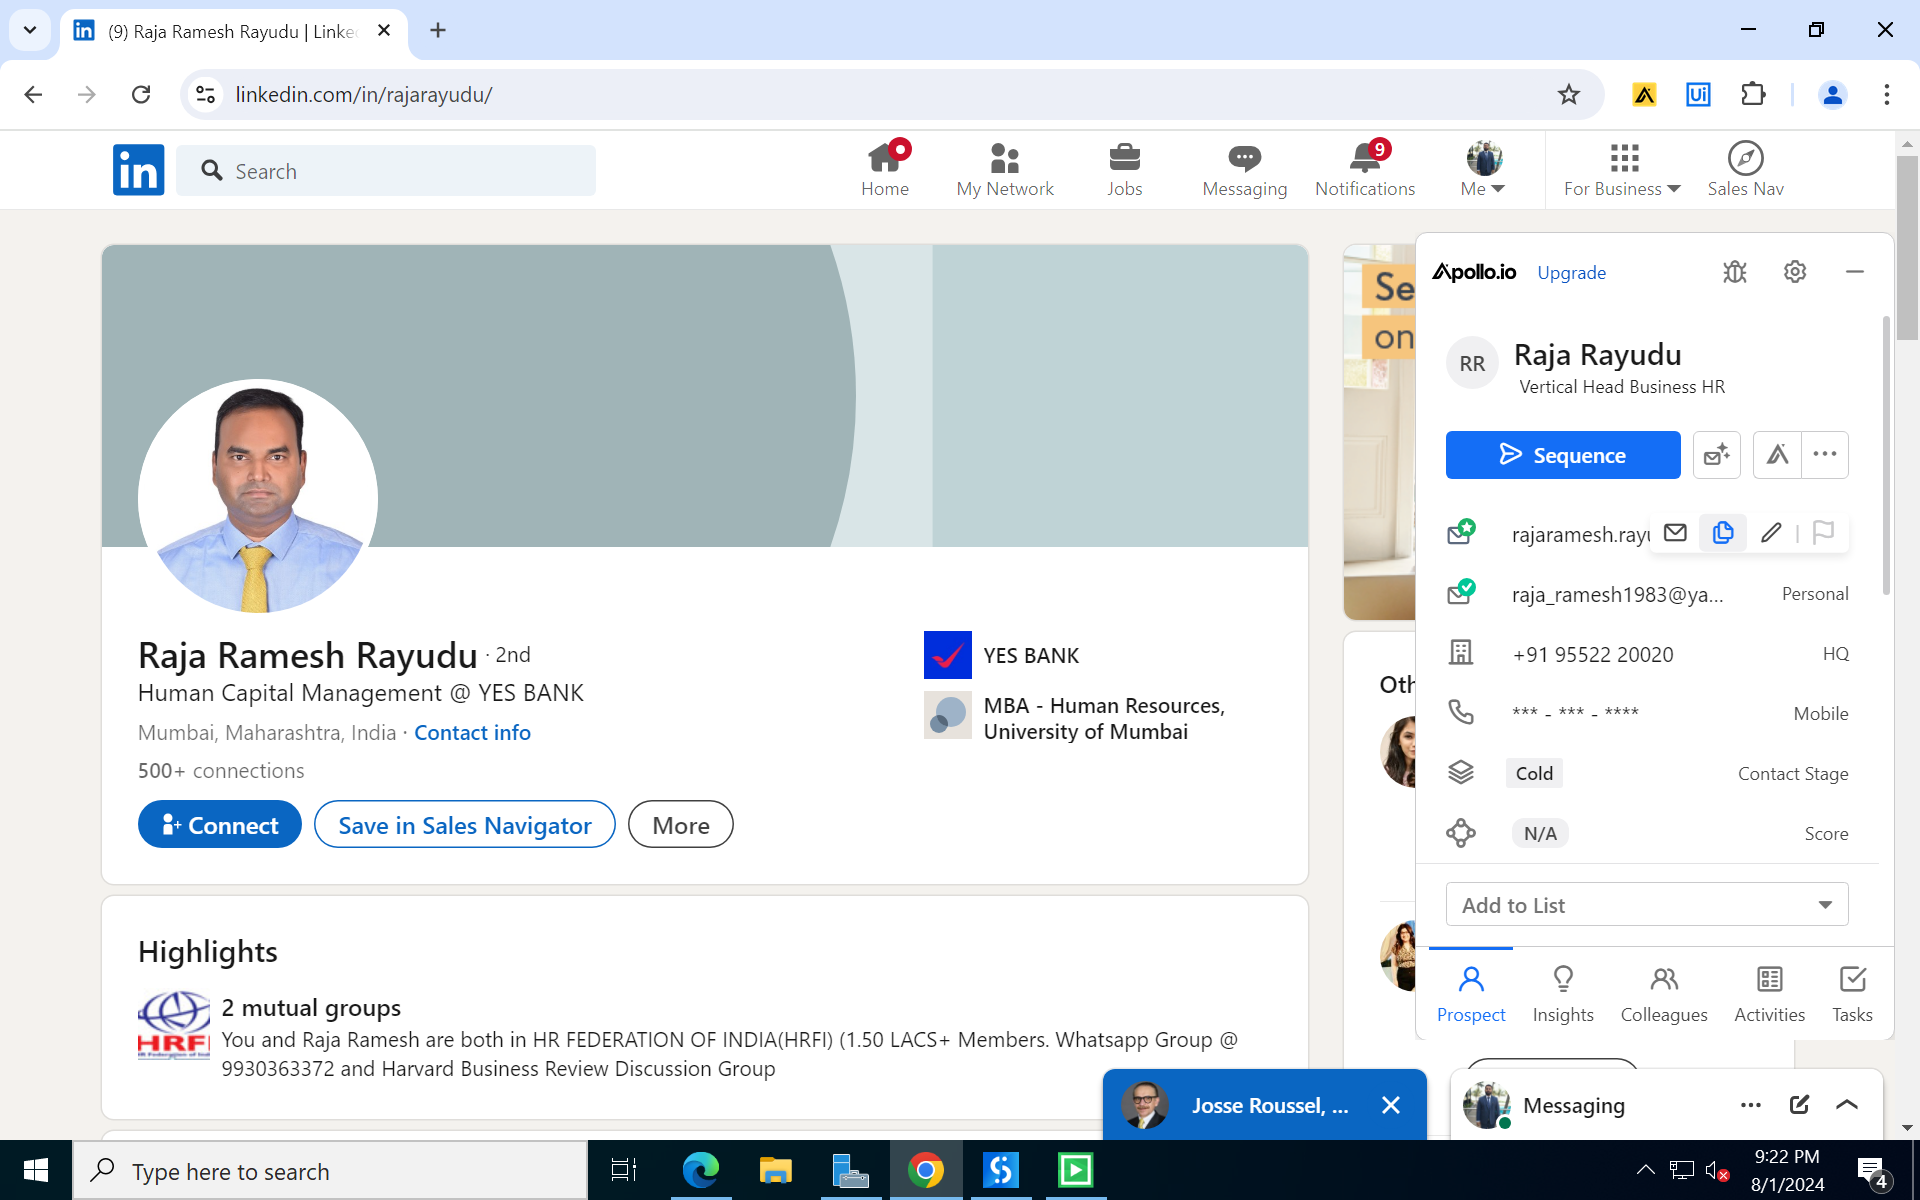 (9) Raja Ramesh Rayudu | Linke
linkedin.com/in/rajarayudu/
in
Search
Home
My Network
Jobs
Messaging
9
Notifications
Me
For Business
Sales Nav
Se
on
Raja Ramesh Rayudu · 2nd
Human Capital Management @ YES BANK
Mumbai, Maharashtra, India · Contact info
500+ connections
YES BANK
MBA - Human Resources,
University of Mumbai
Connect
Save in Sales Navigator
More
Highlights
HRFI
2 mutual groups
You and Raja Ramesh are both in HR FEDERATION OF INDIA(HRFI) (1.50 LACS+ Members. Whatsapp Group @
9930363372 and Harvard Business Review Discussion Group
Oth
Apollo.io
Upgrade
RR
Raja Rayudu
Vertical Head Business HR
Sequence
rajaramesh.rayu
raja_ramesh1983@ya...
Personal
+91 95522 20020
HQ
*** - *** - ****
Mobile
Cold
Contact Stage
N/A
Score
Add to List
Prospect
Insights
Colleagues
Activities
Tasks
Josse Roussel, ...
Messaging
Type here to search
9:22 PM
8/1/2024
4